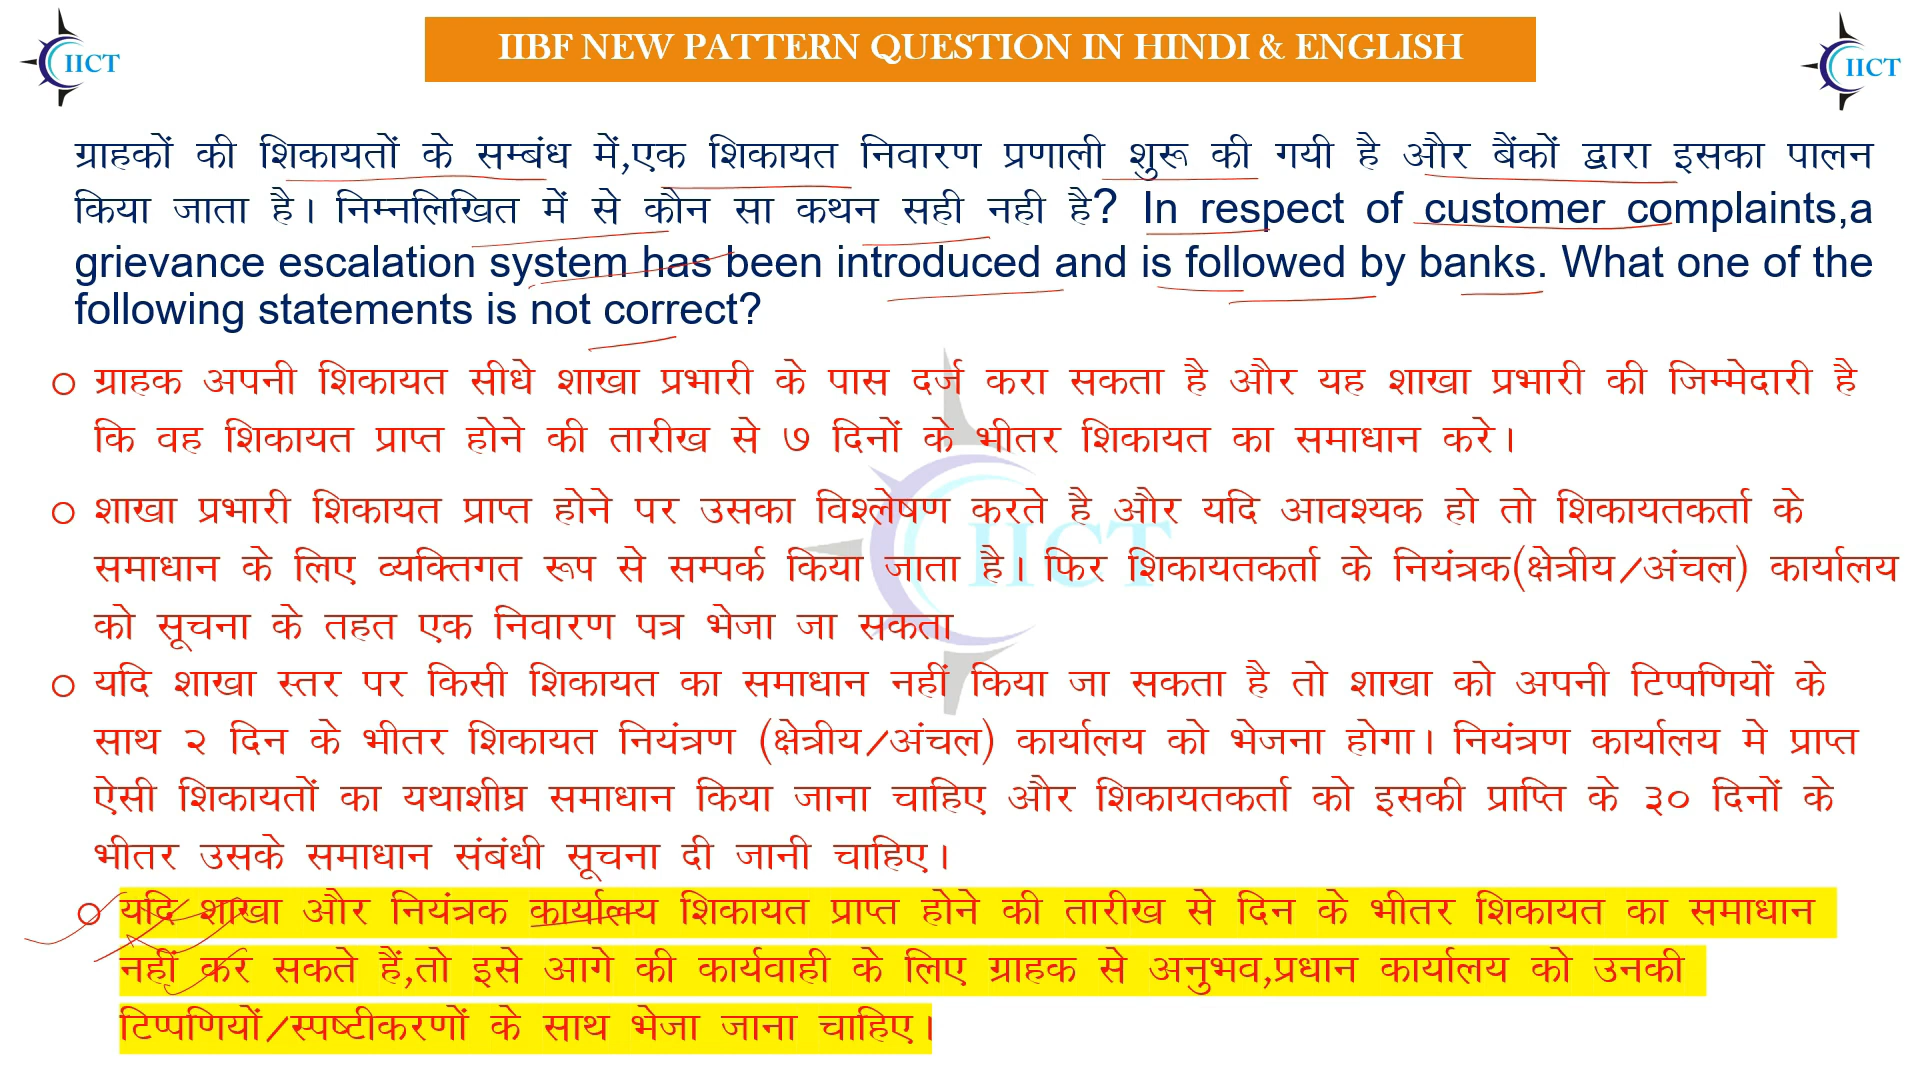 IICT
IIBF NEW PATTERN QUESTION IN HINDI & ENGLISH
IICT
ग्राहकों की शिकायतों के सम्बंध में,एक शिकायत निवारण प्रणाली शुरू की गयी है और बैंकों द्वारा इसका पालन
किया जाता है। निम्नलिखित में से कौन सा कथन सही नही है? In respect of customer complaints,a
grievance escalation system has been introduced and is followed by banks. What one of the
following statements is not correct?
ग्राहक अपनी शिकायत सीधे शाखा प्रभारी के पास दर्ज करा सकता है और यह शाखा प्रभारी की जिम्मेदारी है
कि वह शिकायत प्राप्त होने की तारीख से ७ दिनों के भीतर शिकायत का समाधान करे।
शाखा प्रभारी शिकायत प्राप्त होने पर उसका विश्लेषण करते है और यदि आवश्यक हो तो शिकायतकर्ता के
समाधान के लिए व्यक्तिगत रूप से सम्पर्क किया जाता है। फिर शिकायतकर्ता के नियंत्रक(क्षेत्रीय/अंचल) कार्यालय
को सूचना के तहत एक निवारण पत्र भेजा जा सकता
IICT
यदि शाखा स्तर पर किसी शिकायत का समाधान नहीं किया जा सकता है तो शाखा को अपनी टिप्पणियों के
साथ २ दिन के भीतर शिकायत नियंत्रण (क्षेत्रीय/अंचल) कार्यालय को भेजना होगा। नियंत्रण कार्यालय मे प्राप्त
ऐसी शिकायतों का यथाशीघ्र समाधान किया जाना चाहिए और शिकायतकर्ता को इसकी प्राप्ति के ३० दिनों के
भीतर उसके समाधान संबंधी सूचना दी जानी चाहिए।
यदि शाखा और नियंत्रक कार्यालय शिकायत प्राप्त होने की तारीख से दिन के भीतर शिकायत का समाधान
नहीं कर सकते हैं,तो इसे आगे की कार्यवाही के लिए ग्राहक से अनुभव,प्रधान कार्यालय को उनकी
टिप्पणियों/स्पष्टीकरणों के साथ भेजा जाना चाहिए।